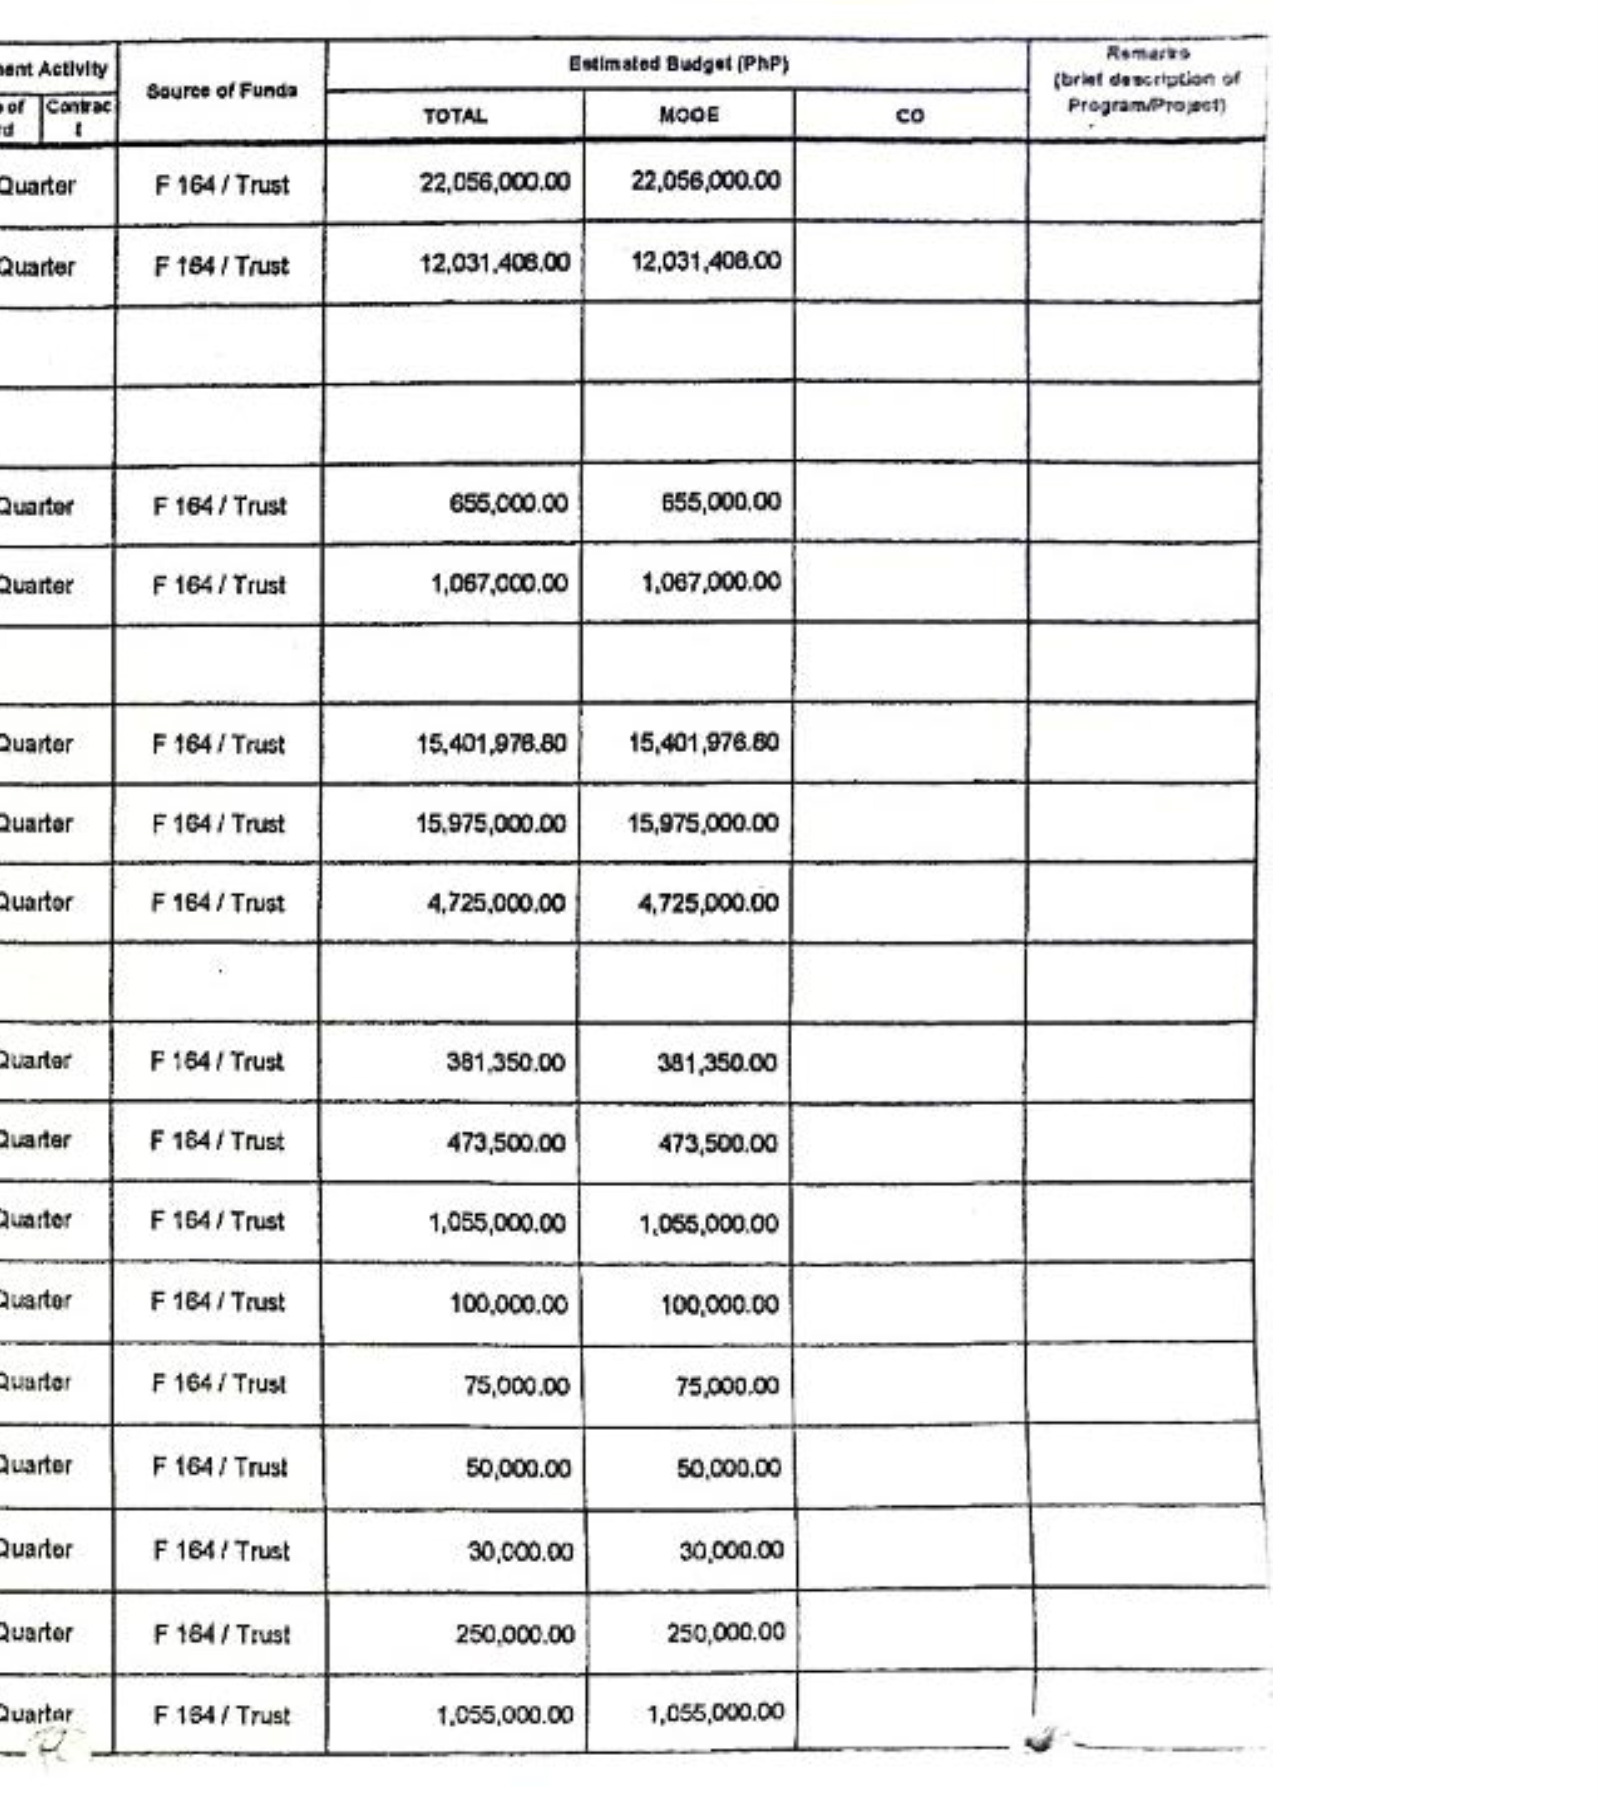 ent Activity
Source of Funds
Estimated Budget (PhP)
Remarks
(brief description of
Program/Project)
of
d
Contrac
t
TOTAL
MOOE
CO
Quarter F 164 / Trust 22,056,000.00 22,056,000.00
Quarter F 164 / Trust 12,031,408.00 12,031,408.00
Quarter F 164 / Trust 655,000.00 655,000.00
Quarter F 164 / Trust 1,067,000.00 1,067,000.00
Quarter F 164 / Trust 15,401,976.80 15,401,976.80
Quarter F 164 / Trust 15,975,000.00 15,975,000.00
Quarter F 164 / Trust 4,725,000.00 4,725,000.00
Quarter F 164 / Trust 381,350.00 381,350.00
Quarter F 164 / Trust 473,500.00 473,500.00
Quarter F 164 / Trust 1,055,000.00 1,055,000.00
Quarter F 164 / Trust 100,000.00 100,000.00
Quarter F 164 / Trust 75,000.00 75,000.00
Quarter F 164 / Trust 50,000.00 50,000.00
Quarter F 164 / Trust 30,000.00 30,000.00
Quarter F 164 / Trust 250,000.00 250,000.00
Quarter F 164 / Trust 1,055,000.00 1,055,000.00